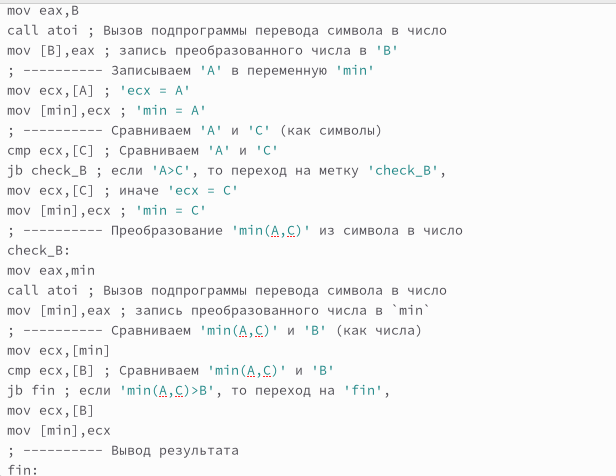 mov eax,B
call atoi ; Вызов подпрограммы перевода символа в число
mov [B],eax ; запись преобразованного числа в 'B'
; ---------- Записываем 'A' в переменную 'min'
mov ecx,[A] ; 'ecx = A'
mov [min],ecx ; 'min = A'
; ---------- Сравниваем 'A' и 'C' (как символы)
cmp ecx,[C] ; Сравниваем 'A' и 'C'
jb check_B ; если 'A>C', то переход на метку 'check_B',
mov ecx,[C] ; иначе 'ecx = C'
mov [min],ecx ; 'min = C'
; ---------- Преобразование 'min(A,C)' из символа в число
check_B:
mov eax,min
call atoi ; Вызов подпрограммы перевода символа в число
mov [min],eax ; запись преобразованного числа в `min`
; ---------- Сравниваем 'min(A,C)' и 'B' (как числа)
mov ecx,[min]
cmp ecx,[B] ; Сравниваем 'min(A,C)' и 'B'
jb fin ; если 'min(A,C)>B', то переход на 'fin',
mov ecx,[B]
mov [min],ecx
; ---------- Вывод результата
fin: